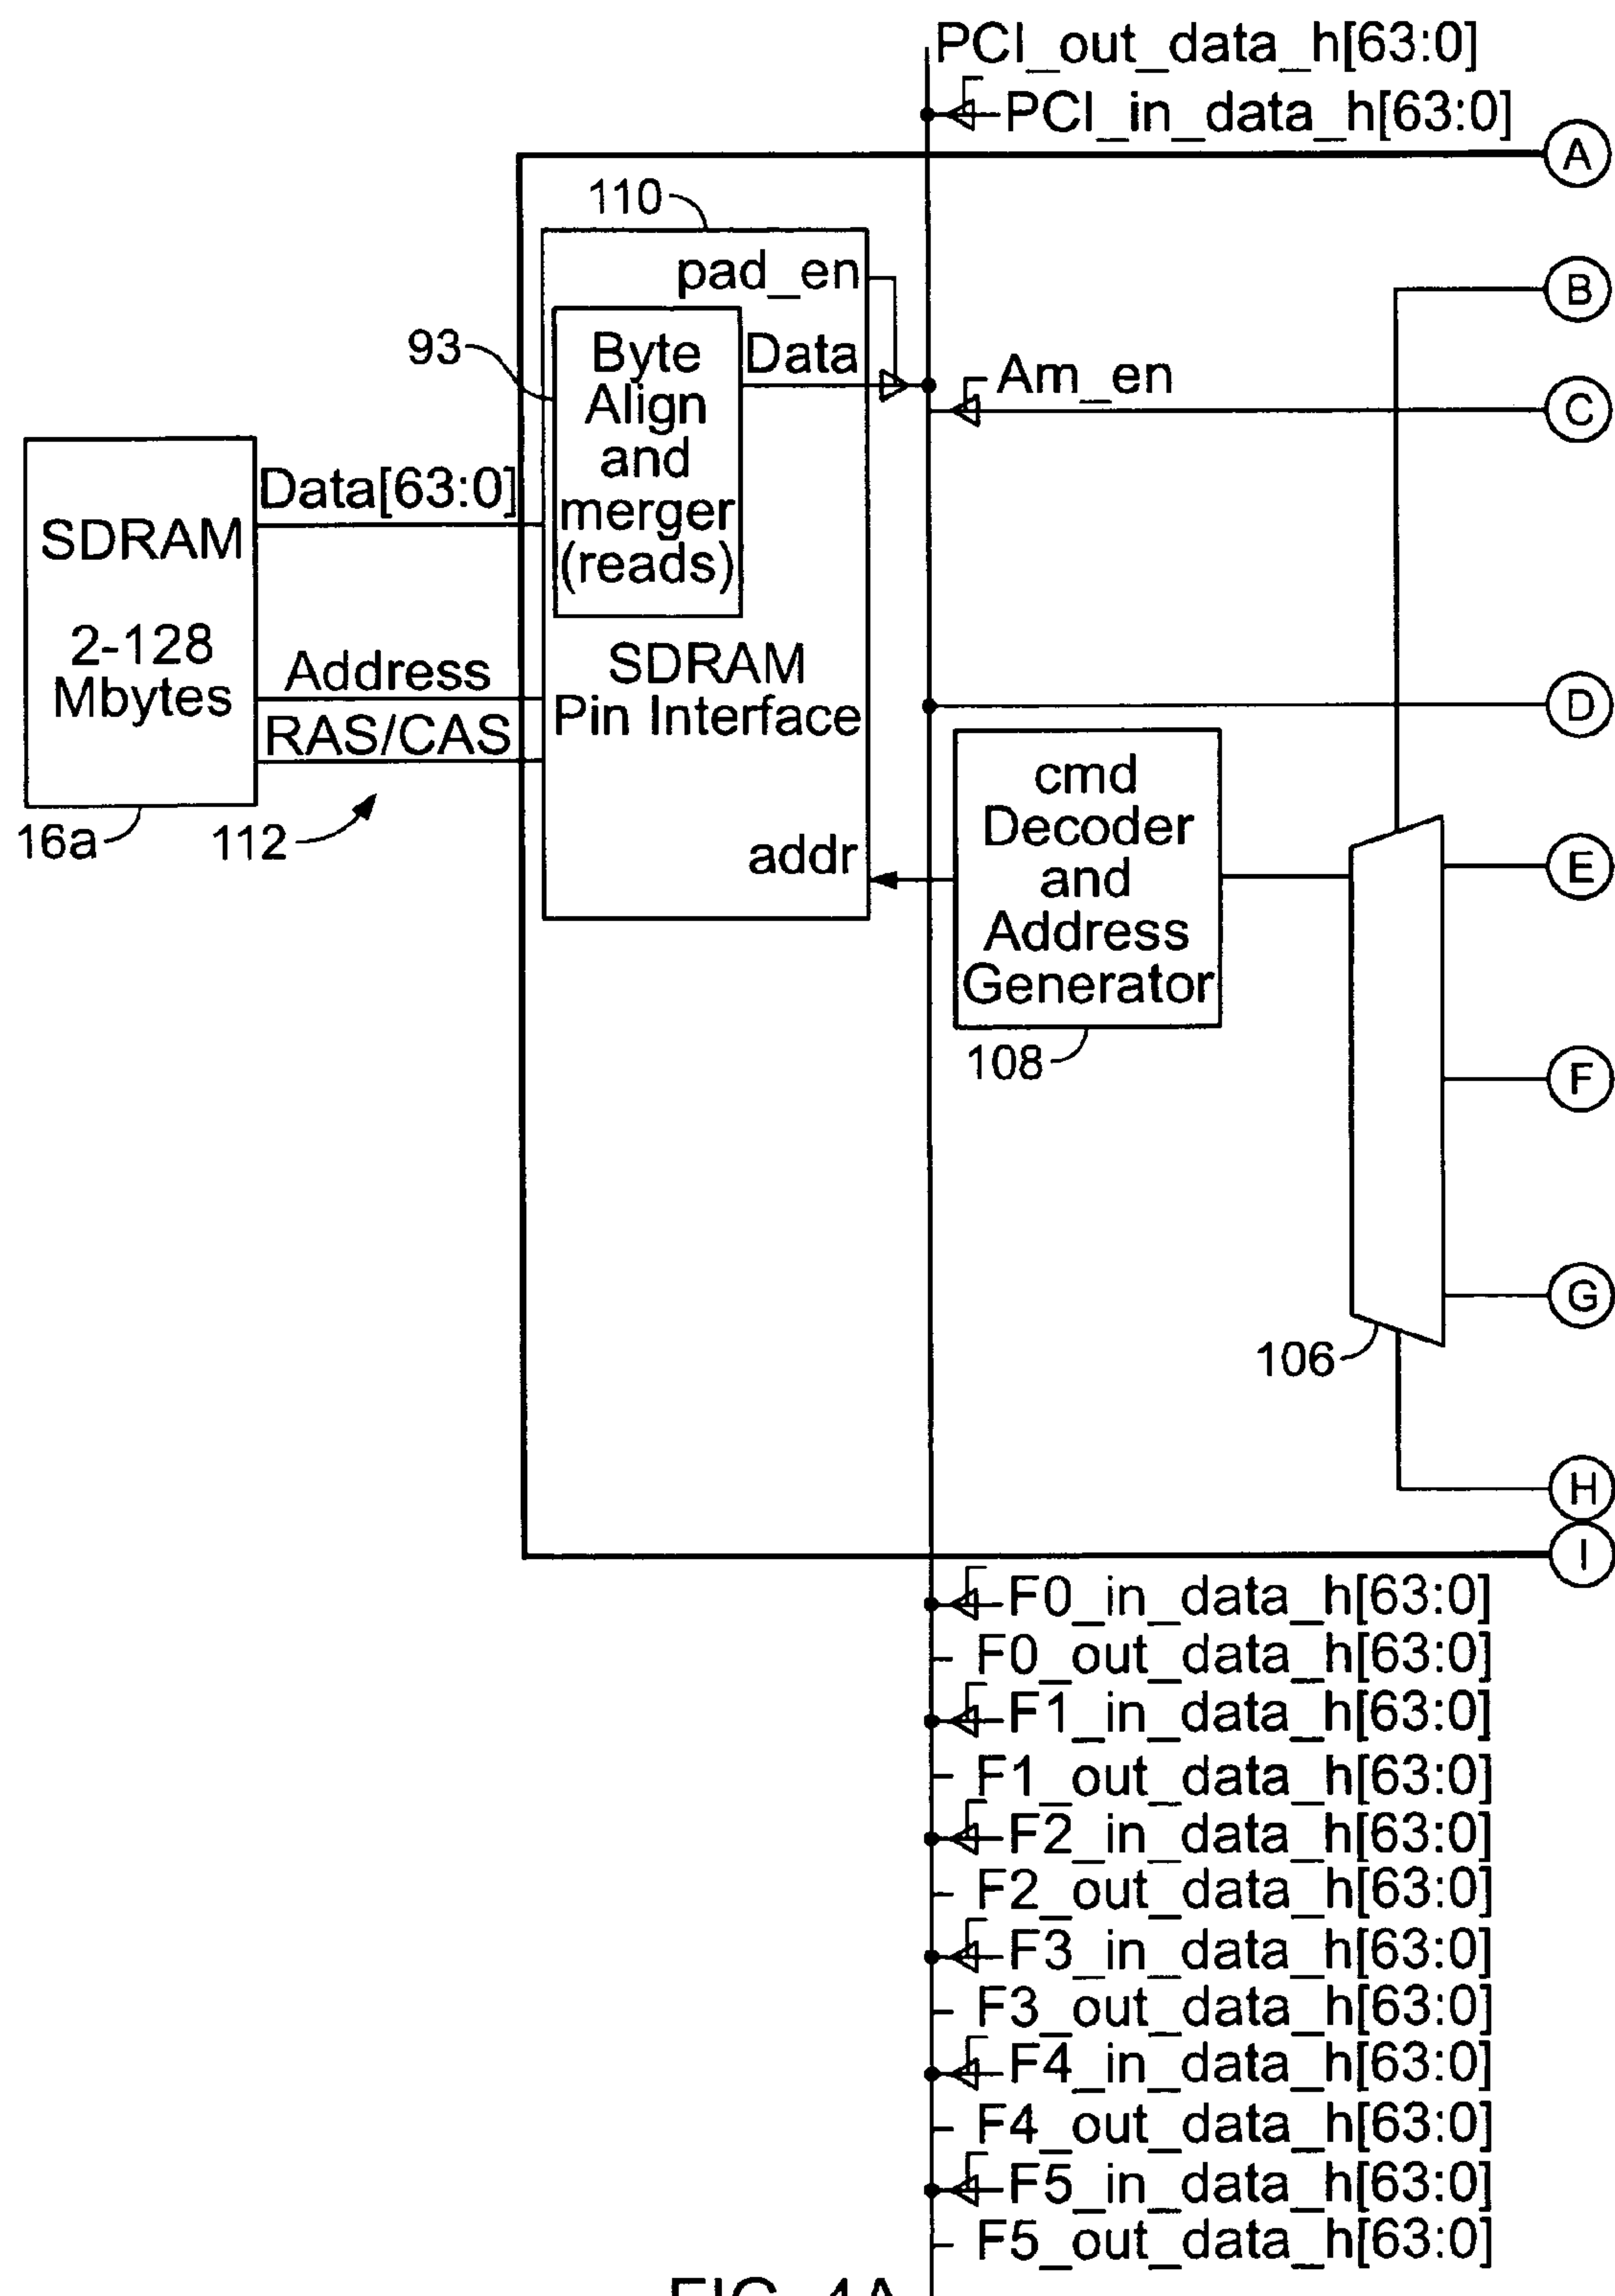 PCI_out_data_h[63:0]
PCI_in_data_h[63:0]
A
110
pad_en
B
93
Byte
Align
and
merger
(reads)
Data
Am_en
C
Data[63:0]
SDRAM
2-128
Mbytes
Address
RAS/CAS
SDRAM
Pin Interface
D
16a
112
addr
cmd
Decoder
and
Address
Generator
108
E
F
G
106
H
I
F0_in_data_h[63:0]
F0_out_data_h[63:0]
F1_in_data_h[63:0]
F1_out_data_h[63:0]
F2_in_data_h[63:0]
F2_out_data_h[63:0]
F3_in_data_h[63:0]
F3_out_data_h[63:0]
F4_in_data_h[63:0]
F4_out_data_h[63:0]
F5_in_data_h[63:0]
F5_out_data_h[63:0]
FIG. 4A